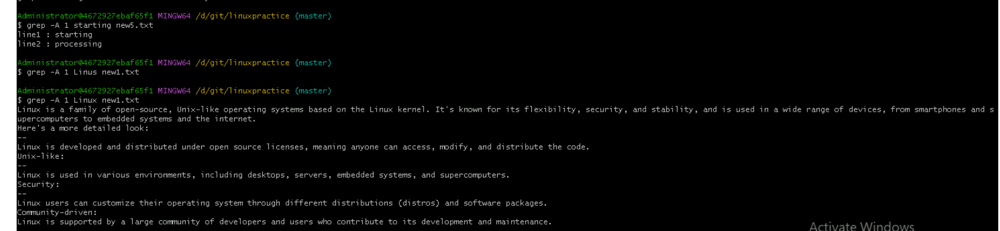 Administrator@4672927ebaf65f1 MINGW64 /d/git/linuxpractice (master)
$ grep -A 1 starting new5.txt
line1 : starting
line2 : processing
Administrator@4672927ebaf65f1 MINGW64 /d/git/linuxpractice (master)
$ grep -A 1 Linus new1.txt
Administrator@4672927ebaf65f1 MINGW64 /d/git/linuxpractice (master)
$ grep -A 1 Linux new1.txt
Linux is a family of open-source, Unix-like operating systems based on the Linux kernel. It's known for its flexibility, security, and stability, and is used in a wide range of devices, from smartphones and s
upercomputers to embedded systems and the internet.
Here's a more detailed look:
--
Linux is developed and distributed under open source licenses, meaning anyone can access, modify, and distribute the code.
Unix-like:
--
Linux is used in various environments, including desktops, servers, embedded systems, and supercomputers.
Security:
--
Linux users can customize their operating system through different distributions (distros) and software packages.
Community-driven:
Linux is supported by a large community of developers and users who contribute to its development and maintenance.
Activate Windows